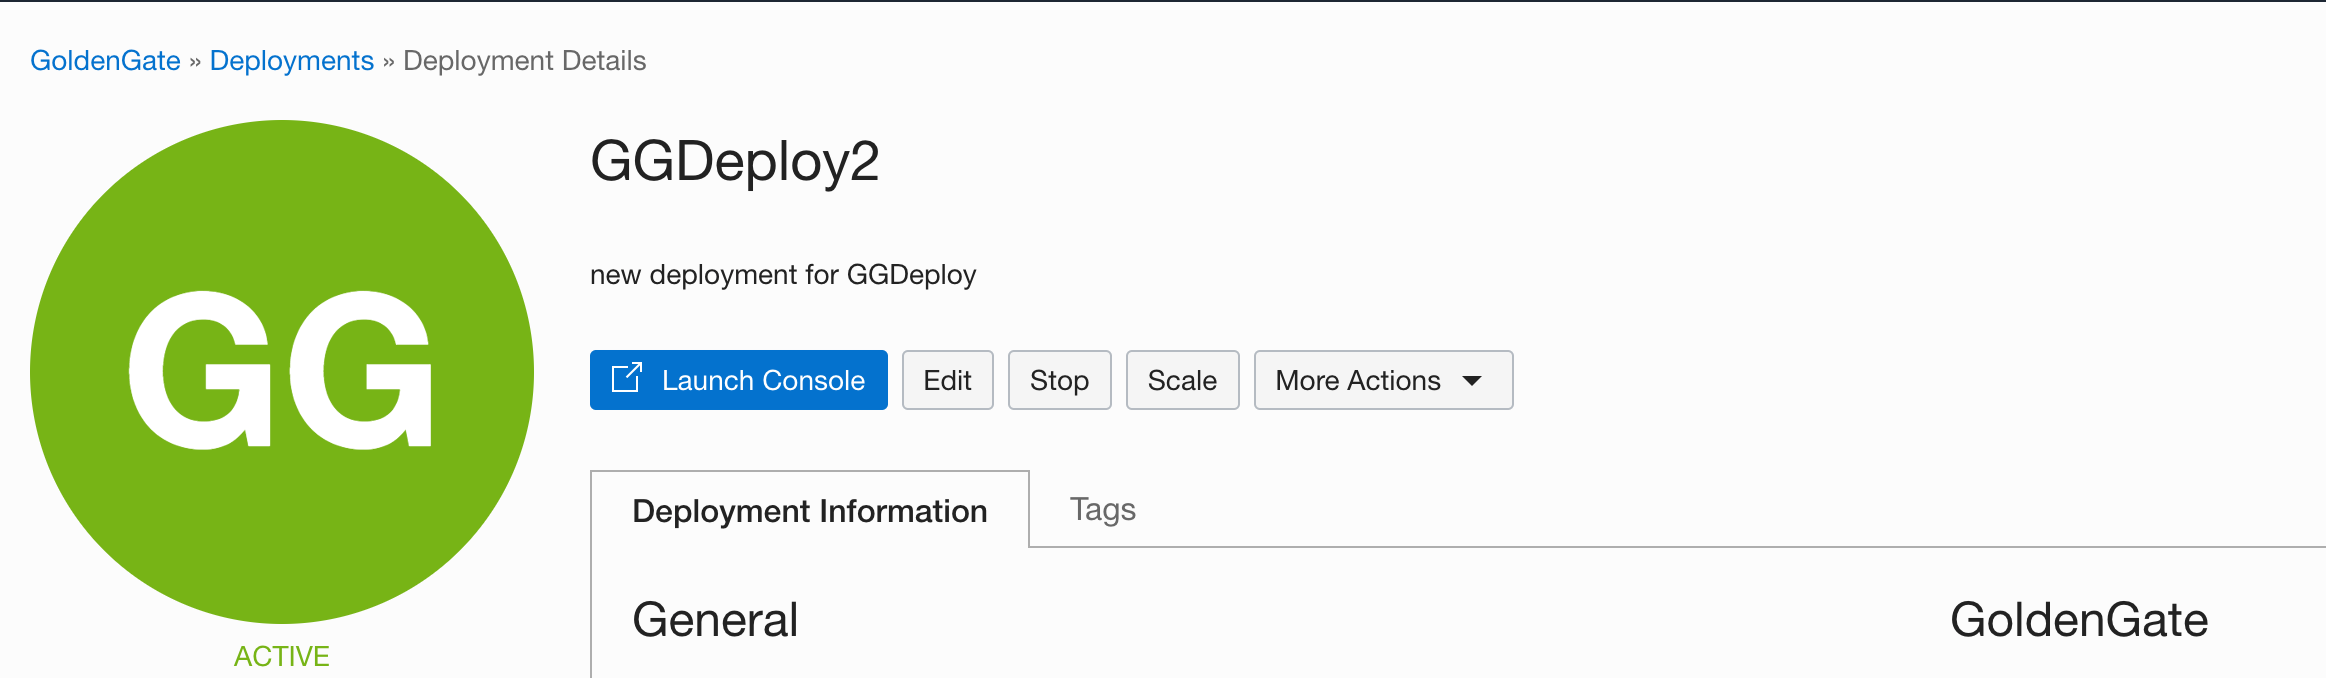 GoldenGate » Deployments » Deployment Details
GG
ACTIVE
GGDeploy2
new deployment for GGDeploy
Launch Console Edit Stop Scale More Actions
Deployment Information Tags
General GoldenGate